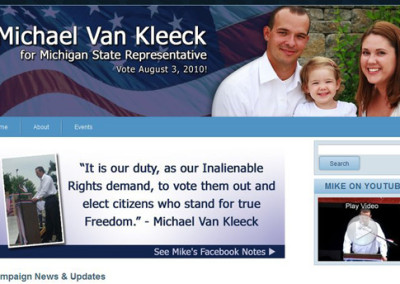 Michael Van Kleeck
for Michigan State Representative
Vote August 3, 2010!
me
About
Events
"It is our duty, as our Inalienable
Rights demand, to vote them out and
elect citizens who stand for true
Freedom." - Michael Van Kleeck
See Mike's Facebook Notes
Search
MIKE ON YOUTUB
Play Video
mpaign News & Updates